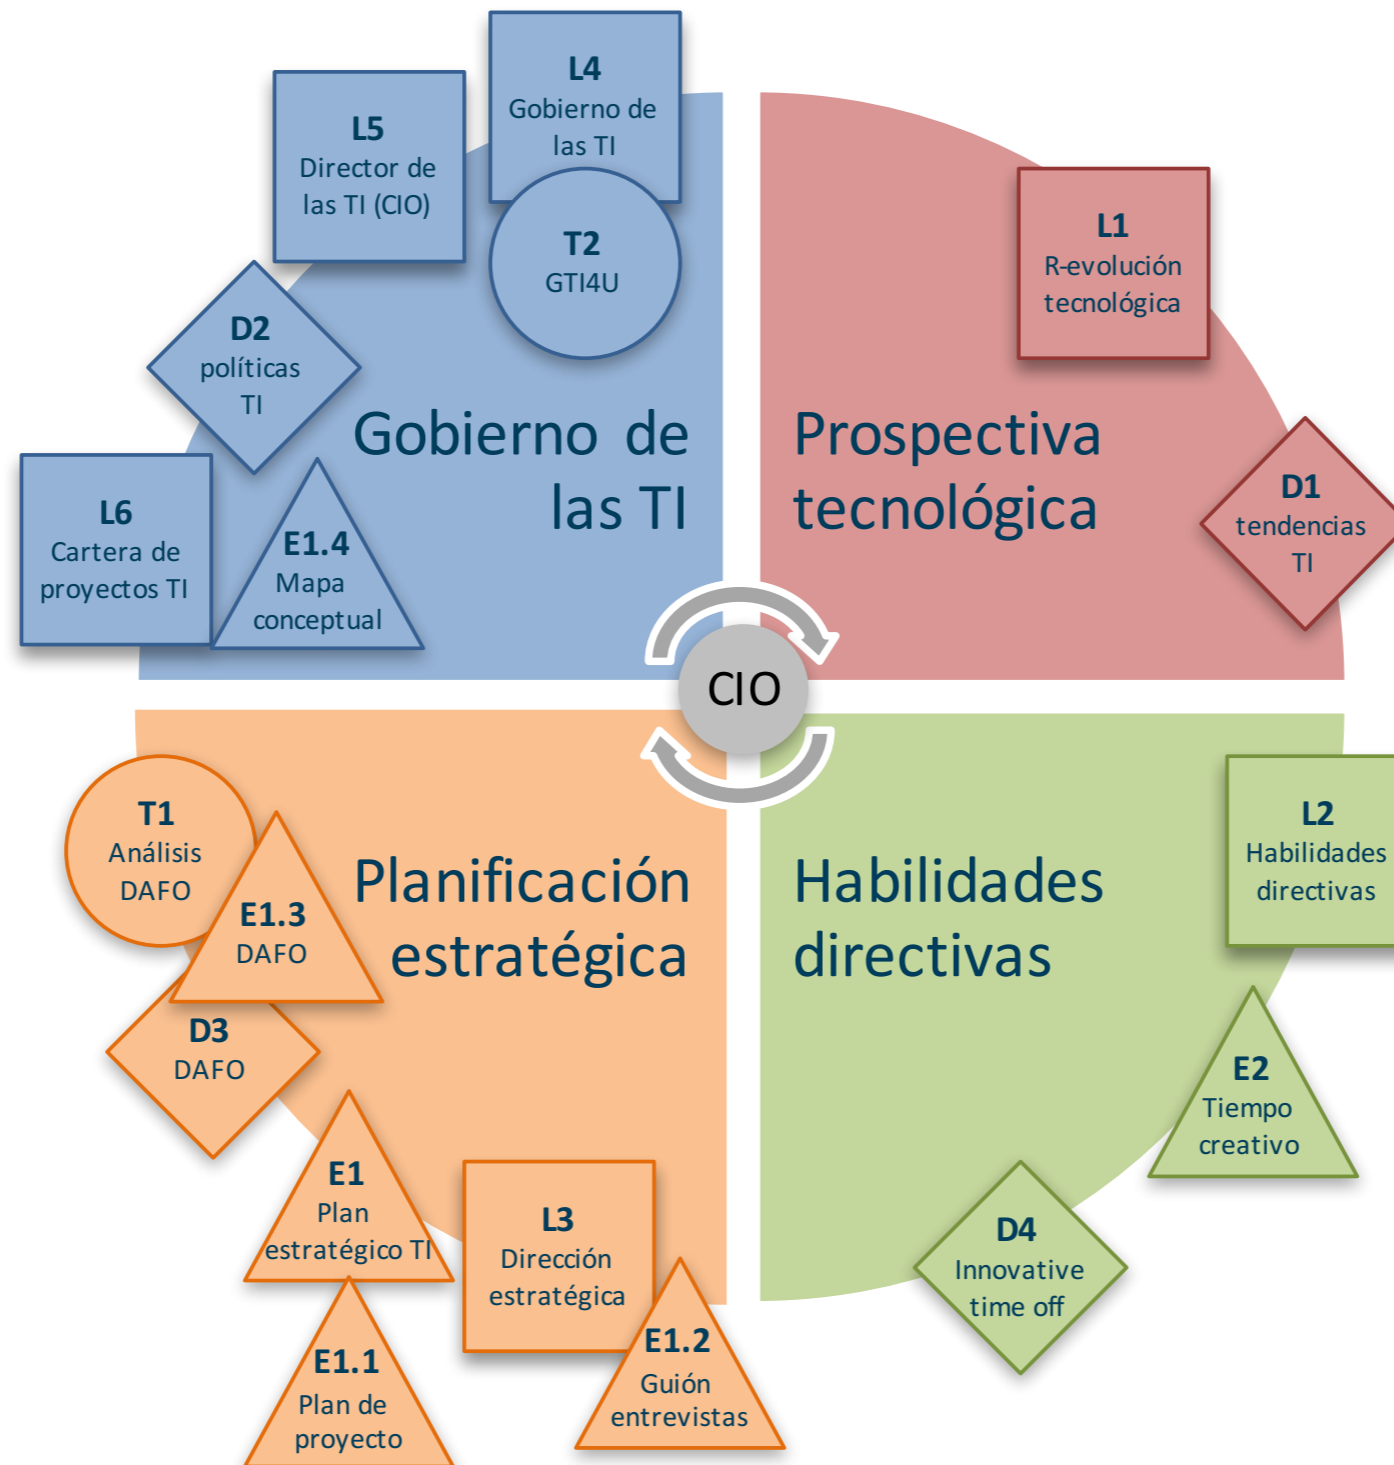 L4
Gobierno de
las TI
L5
Director de
las TI (CIO)
T2
GTI4U
D2
políticas
TI
L6
Cartera de
proyectos TI
E1.4
Mapa
conceptual
Gobierno de
las TI
L1
R-evolución
tecnológica
Prospectiva
tecnológica
D1
tendencias
TI
CIO
T1
Análisis
DAFO
E1.3
DAFO
D3
DAFO
Planificación
estratégica
E1
Plan
estratégico TI
E1.1
Plan de
proyecto
L3
Dirección
estratégica
E1.2
Guión
entrevistas
Habilidades
directivas
L2
Habilidades
directivas
E2
Tiempo
creativo
D4
Innovative
time off